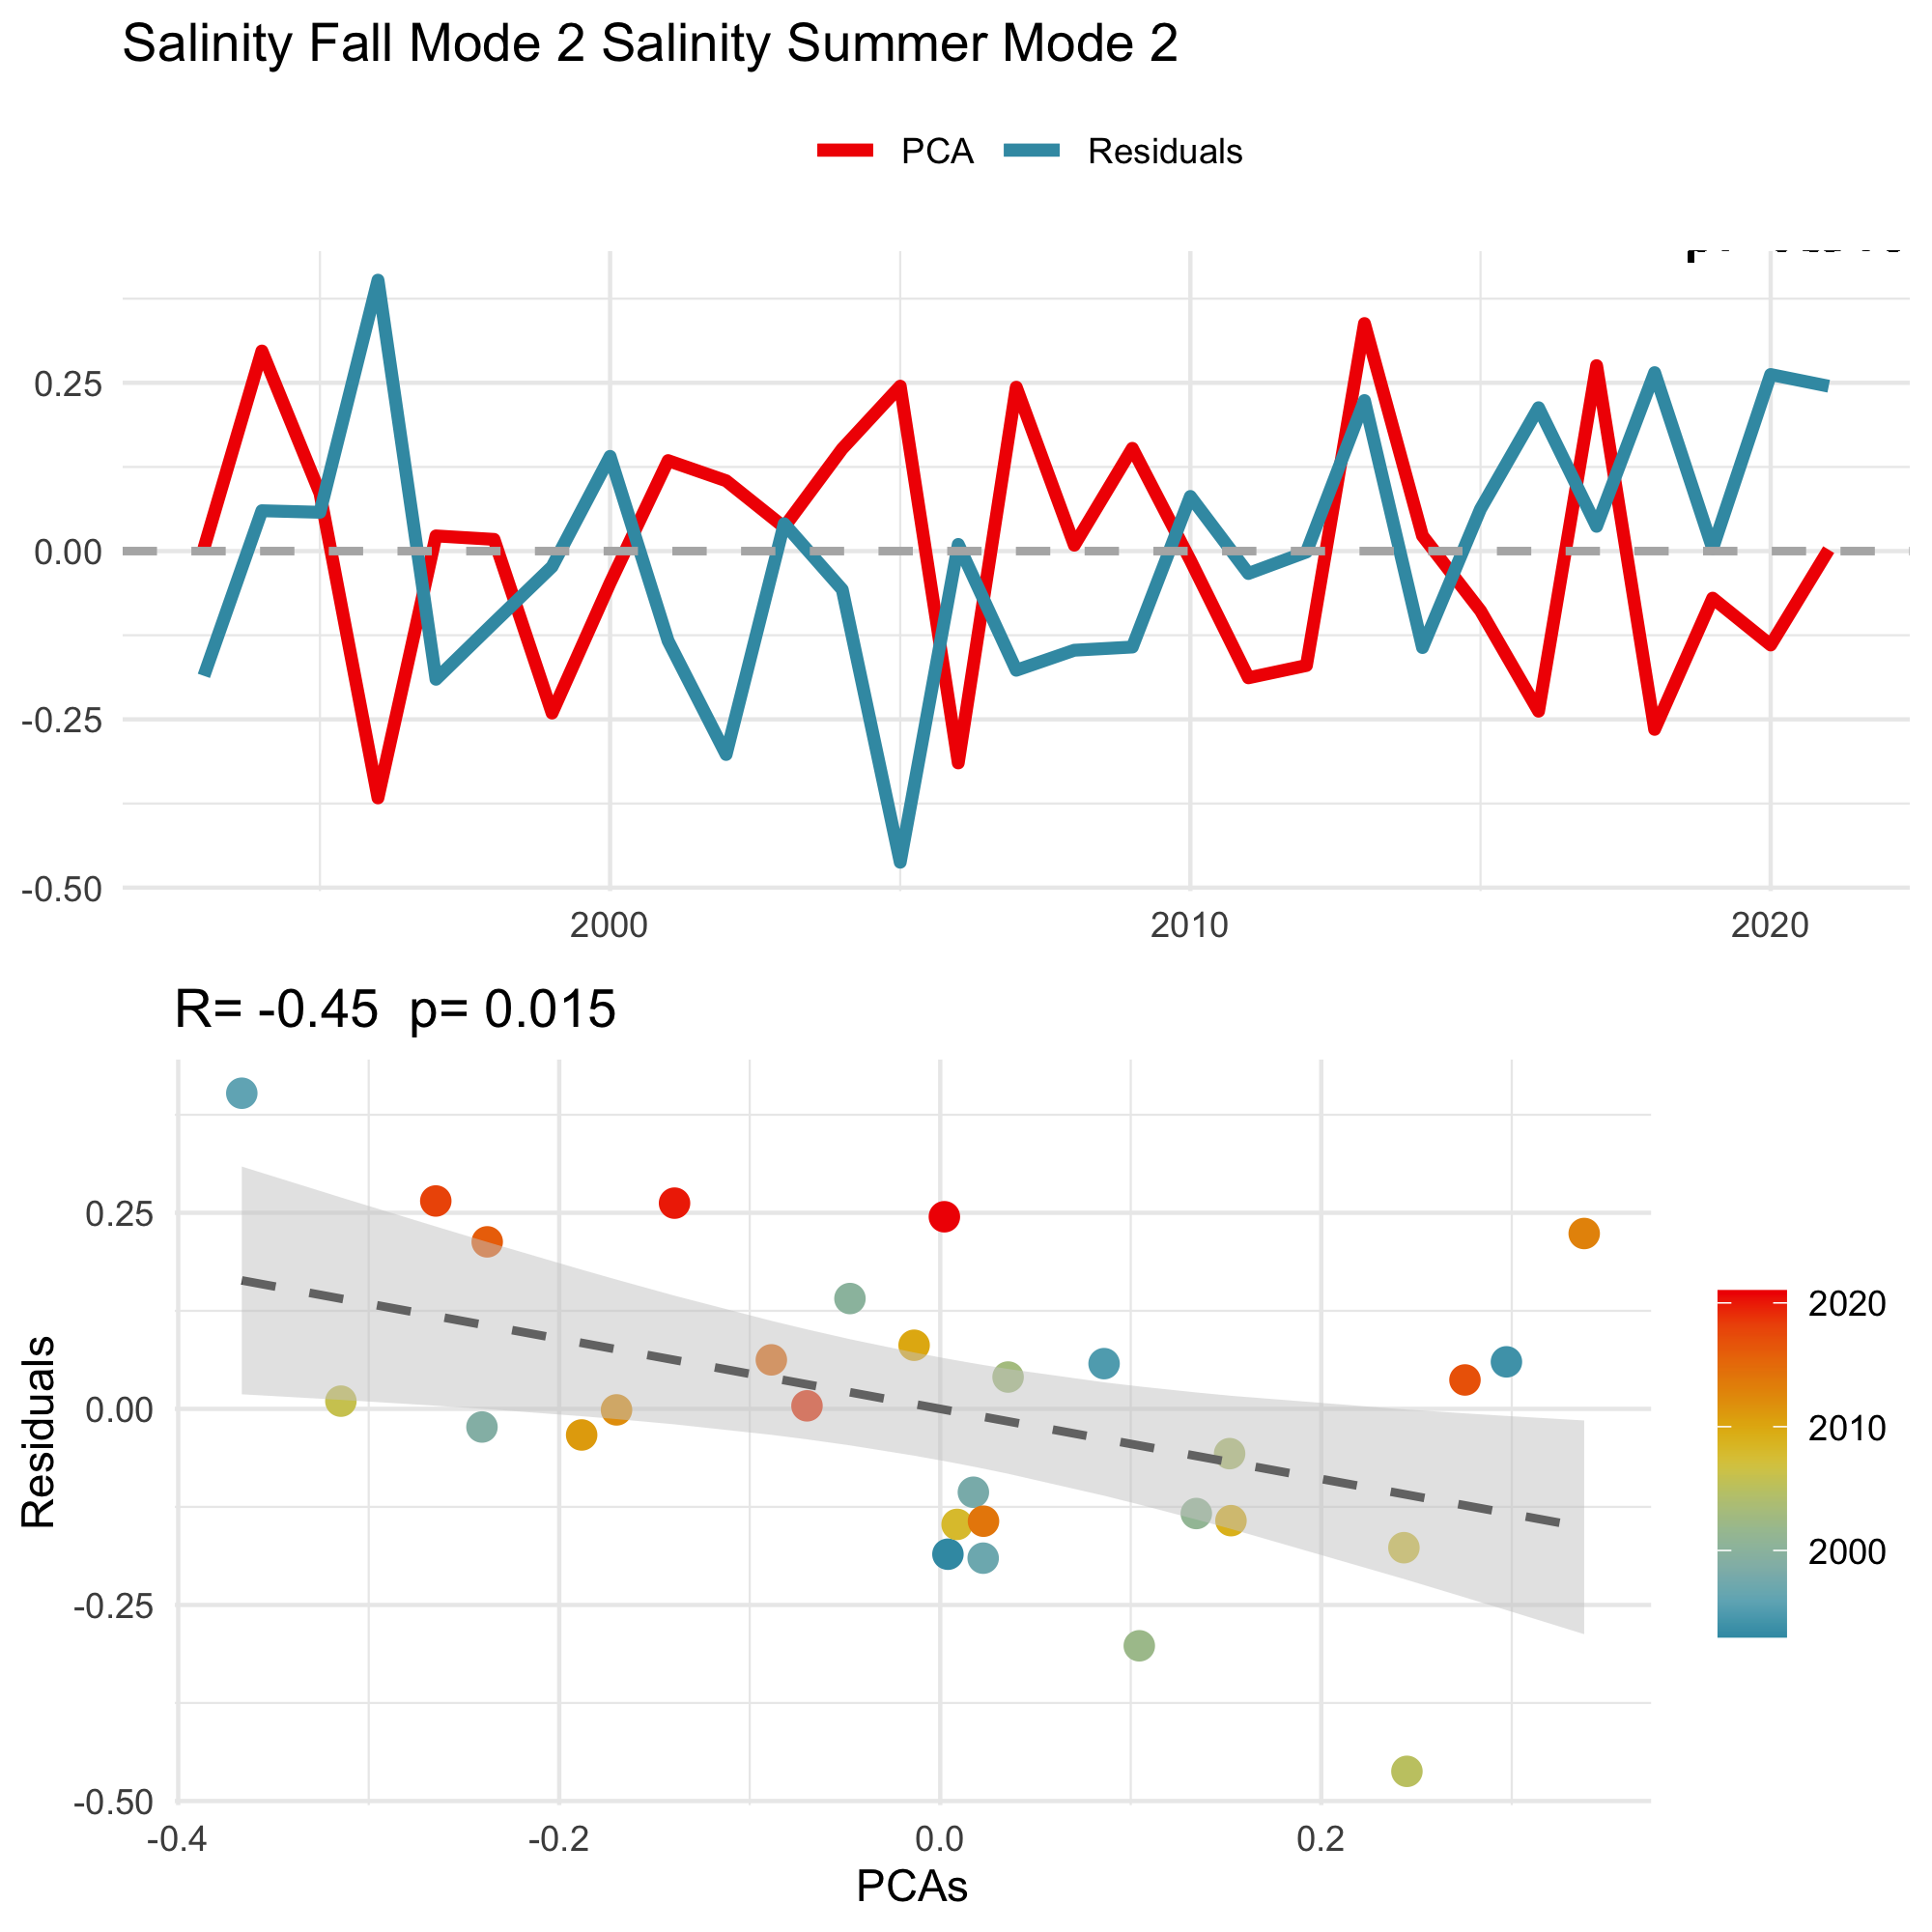 Salinity Fall Mode 2 Salinity Summer Mode 2
PCA Residuals
0.25
0.00
-0.25
-0.50
2000 2010 2020
R= -0.45 p= 0.015
Residuals
0.25
0.00
-0.25
-0.50
-0.4 -0.2 0.0 0.2
PCAs
2020
2010
2000